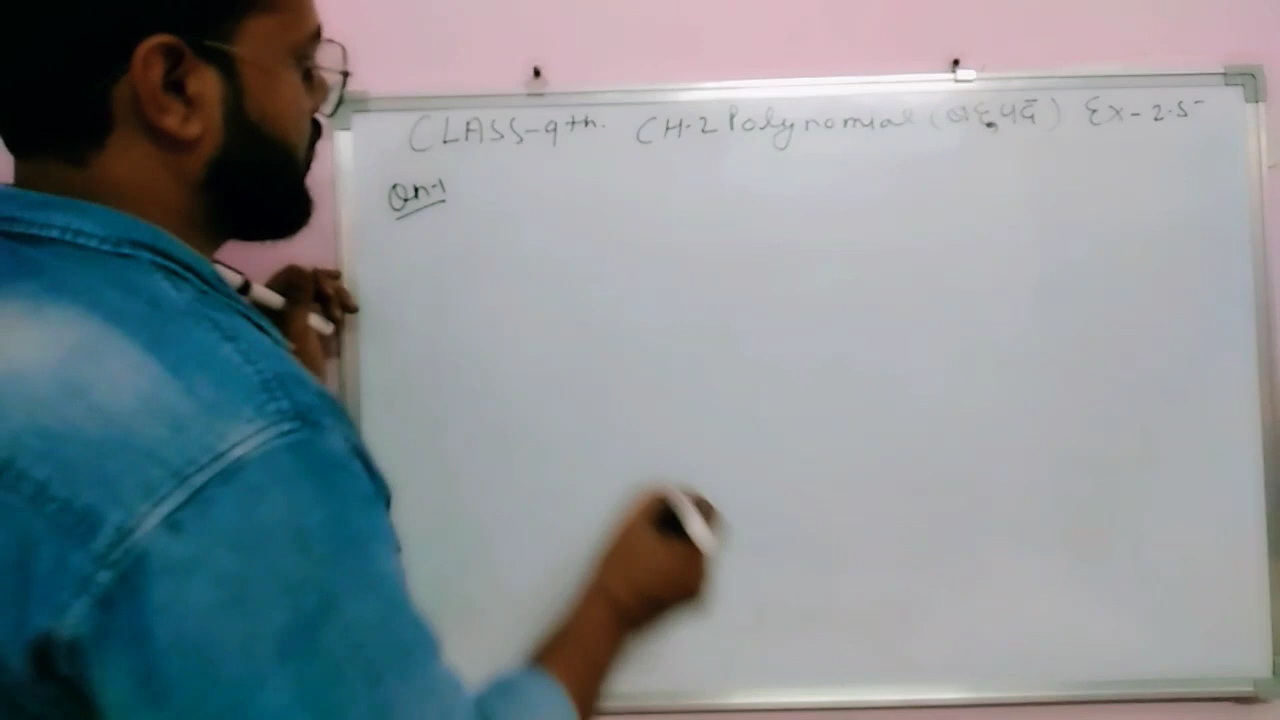 CLASS-9th. CH.2 Polynomial (बहुपद) Ex-2.5
Qn-1